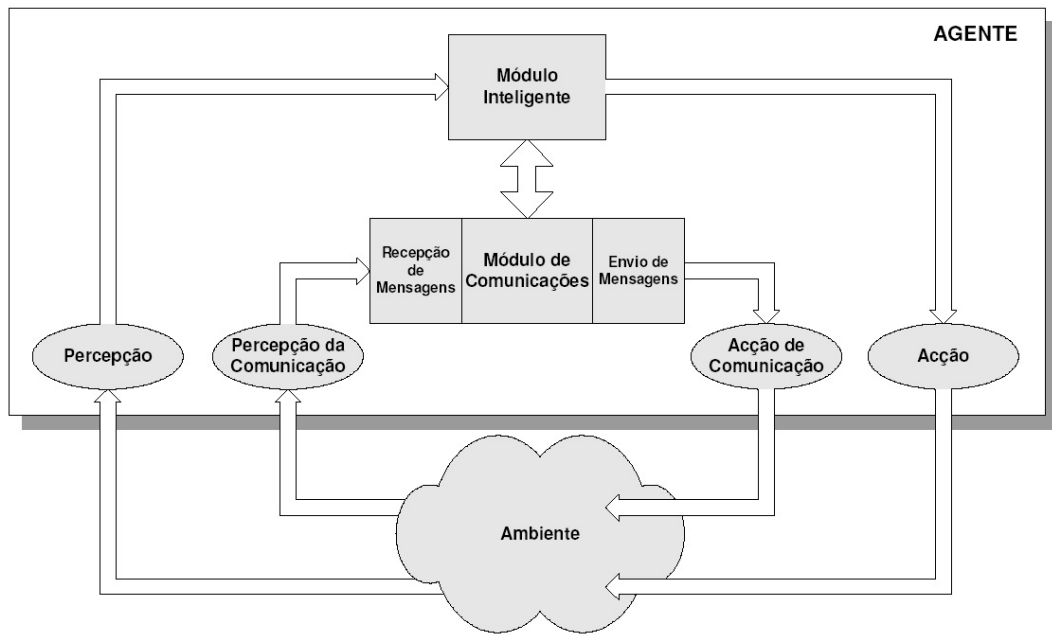 AGENTE
Módulo
Inteligente
Recepção
de
Mensagens
Módulo de
Comunicações
Envio de
Mensagens
Percepção
Percepção da
Comunicação
Acção de
Comunicação
Acção
Ambiente